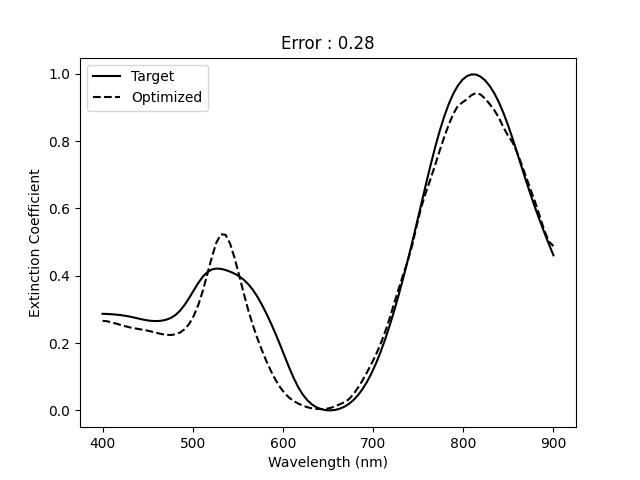 Error : 0.28
Target
Optimized
1.0
0.8
0.6
0.4
0.2
0.0
Extinction Coefficient
400 500 600 700 800 900
Wavelength (nm)